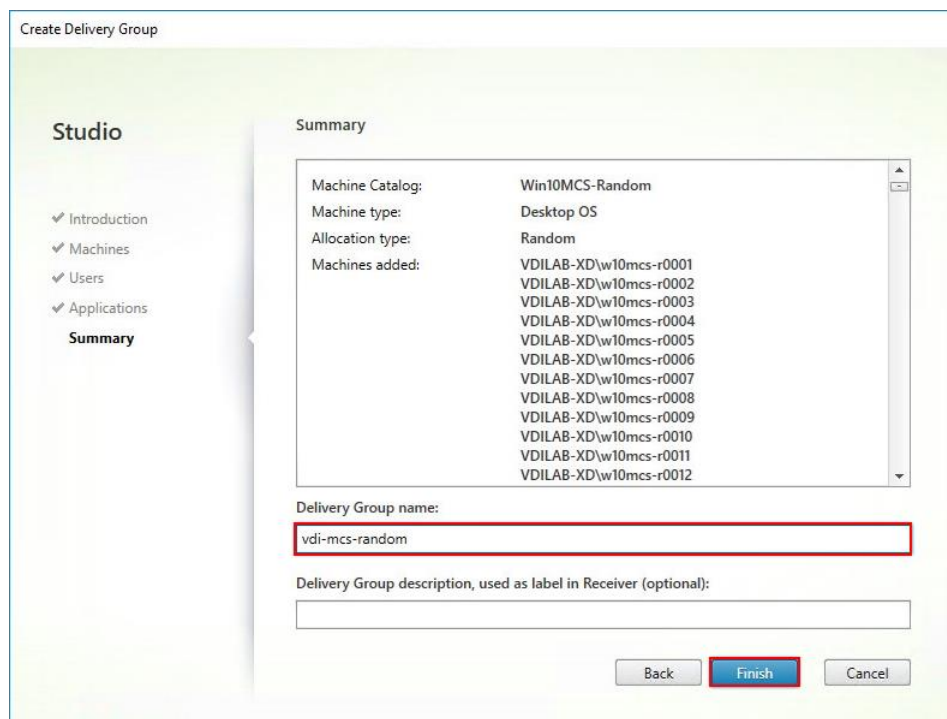 Create Delivery Group
Studio
Introduction
Machines
Users
Applications
Summary
Summary
Machine Catalog: Win10MCS-Random
Machine type: Desktop OS
Allocation type: Random
Machines added: VDILAB-XD\w10mcs-r0001
VDILAB-XD\w10mcs-r0002
VDILAB-XD\w10mcs-r0003
VDILAB-XD\w10mcs-r0004
VDILAB-XD\w10mcs-r0005
VDILAB-XD\w10mcs-r0006
VDILAB-XD\w10mcs-r0007
VDILAB-XD\w10mcs-r0008
VDILAB-XD\w10mcs-r0009
VDILAB-XD\w10mcs-r0010
VDILAB-XD\w10mcs-r0011
VDILAB-XD\w10mcs-r0012
Delivery Group name:
vdi-mcs-random
Delivery Group description, used as label in Receiver (optional):
Back Finish Cancel